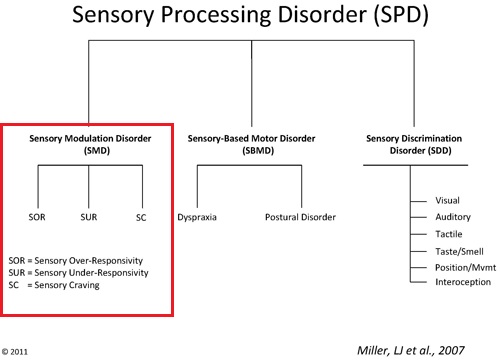 Sensory Processing Disorder (SPD)
Sensory Modulation Disorder
(SMD)
SOR SUR SC
SOR = Sensory Over-Responsivity
SUR = Sensory Under-Responsivity
SC = Sensory Craving
Sensory-Based Motor Disorder
(SBMD)
Dyspraxia Postural Disorder
Sensory Discrimination
Disorder (SDD)
Visual
Auditory
Tactile
Taste/Smell
Position/Mvmt
Interoception
© 2011
Miller, LJ et al., 2007